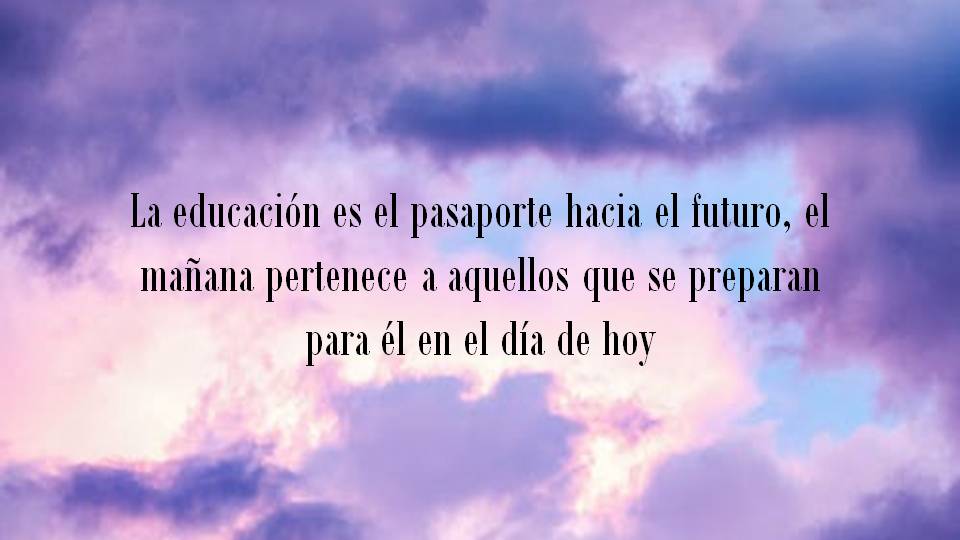 La educación es el pasaporte hacia el futuro, el
mañana pertenece a aquellos que se preparan
para él en el día de hoy